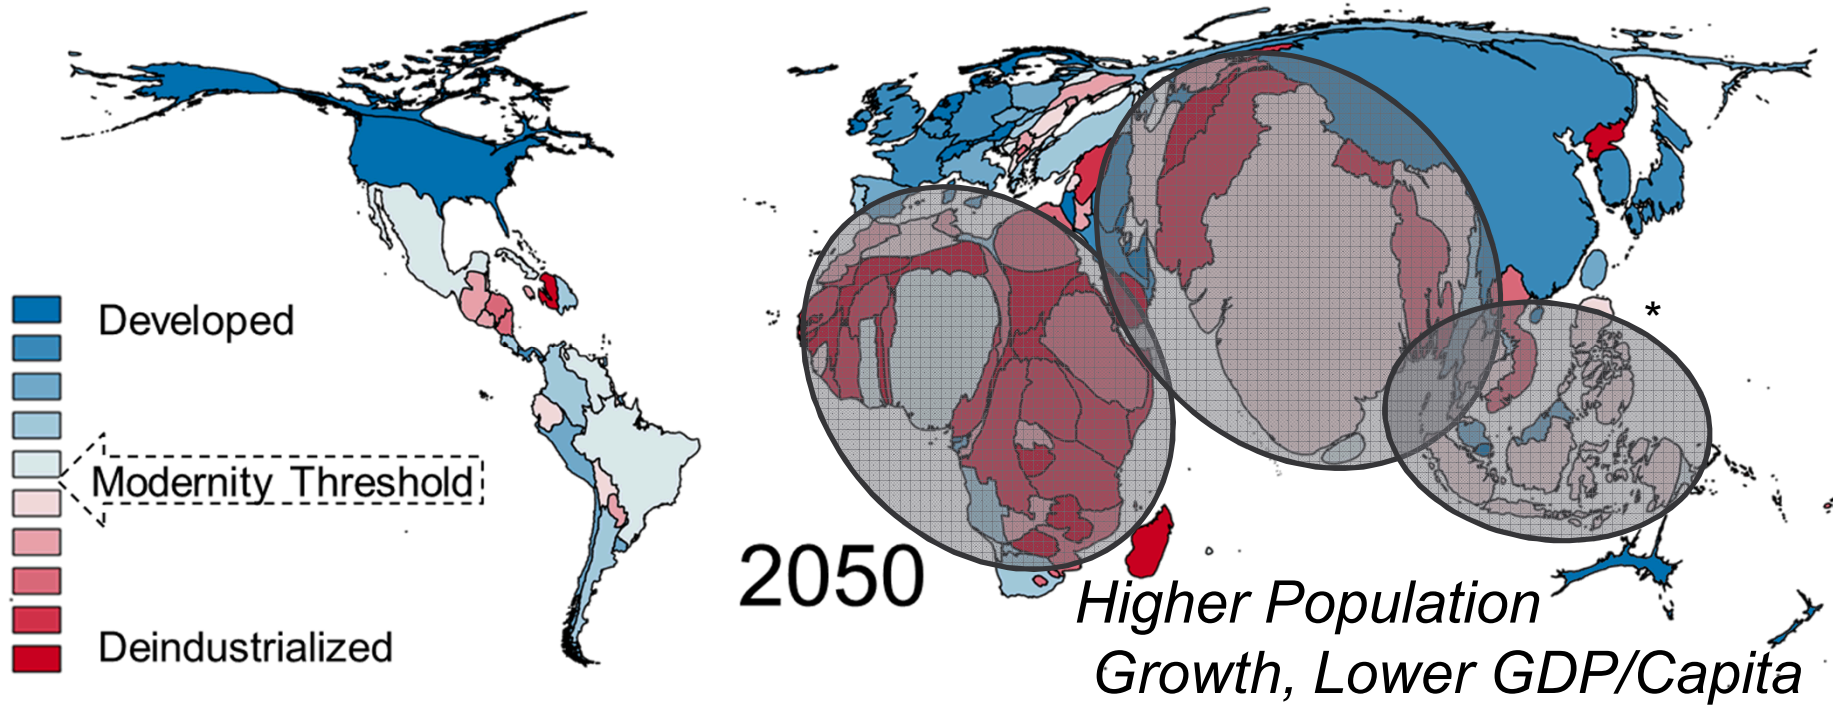 Developed
Modernity Threshold
Deindustrialized
*
2050
Higher Population
Growth, Lower GDP/Capita